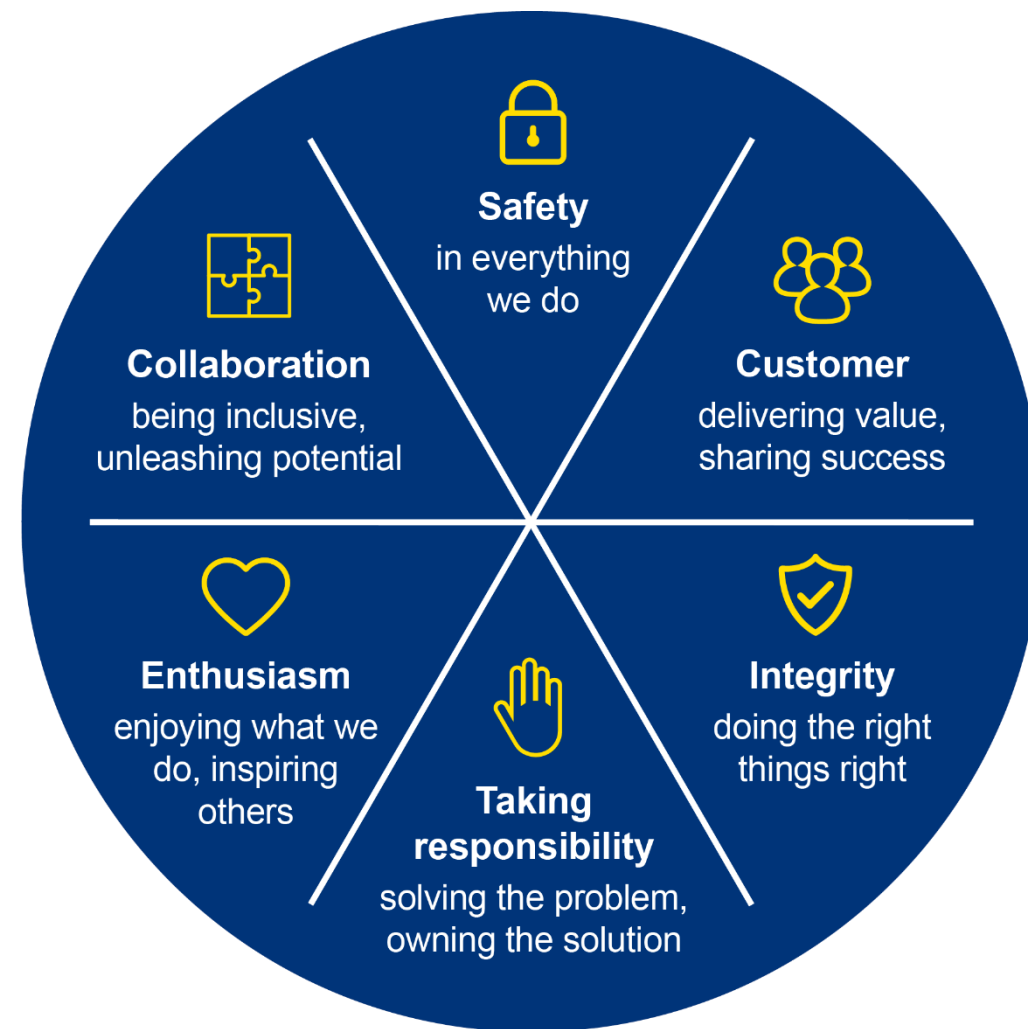 Safety
in everything
we do
Customer
delivering value,
sharing success
Integrity
doing the right
things right
Taking
responsibility
solving the problem,
owning the solution
Enthusiasm
enjoying what we
do, inspiring
others
Collaboration
being inclusive,
unleashing potential